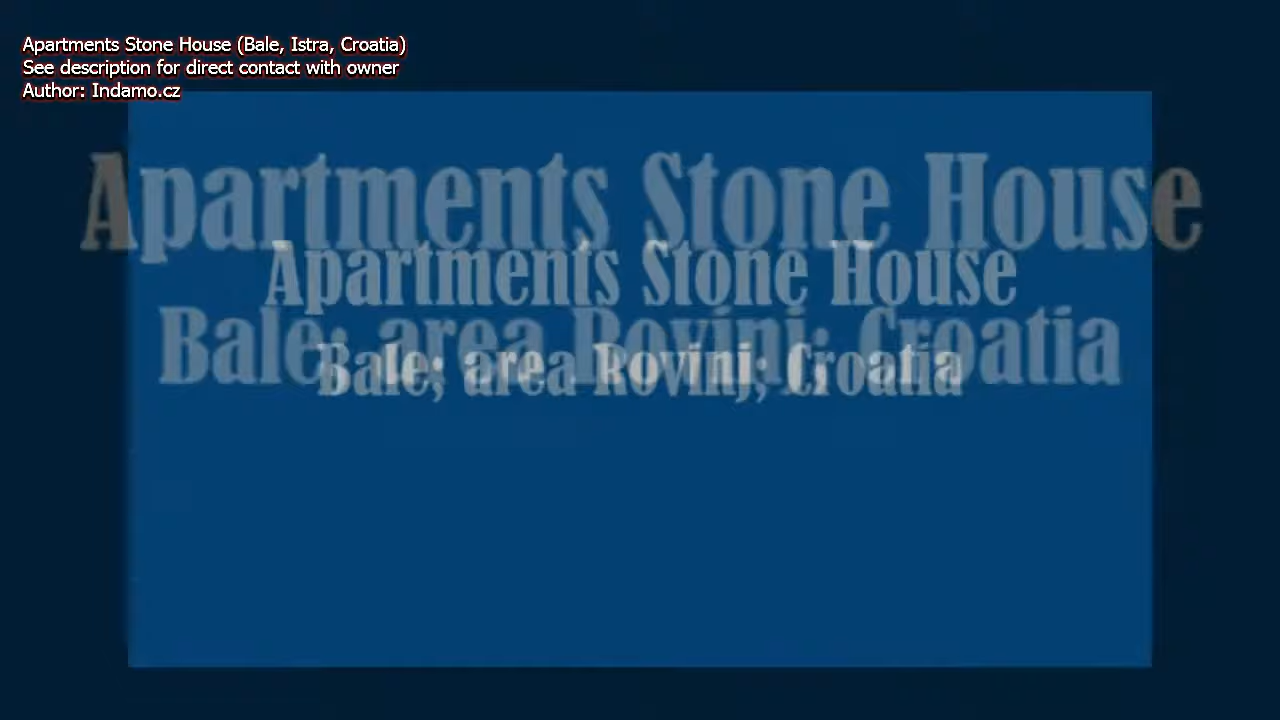 Apartments Stone House (Bale, Istra, Croatia)
See description for direct contact with owner
Author: Indamo.cz
Apartments Stone House
Apartments Stone House
Bale; area Rovinj; Croatia
Bale; area Rovinj; Croatia